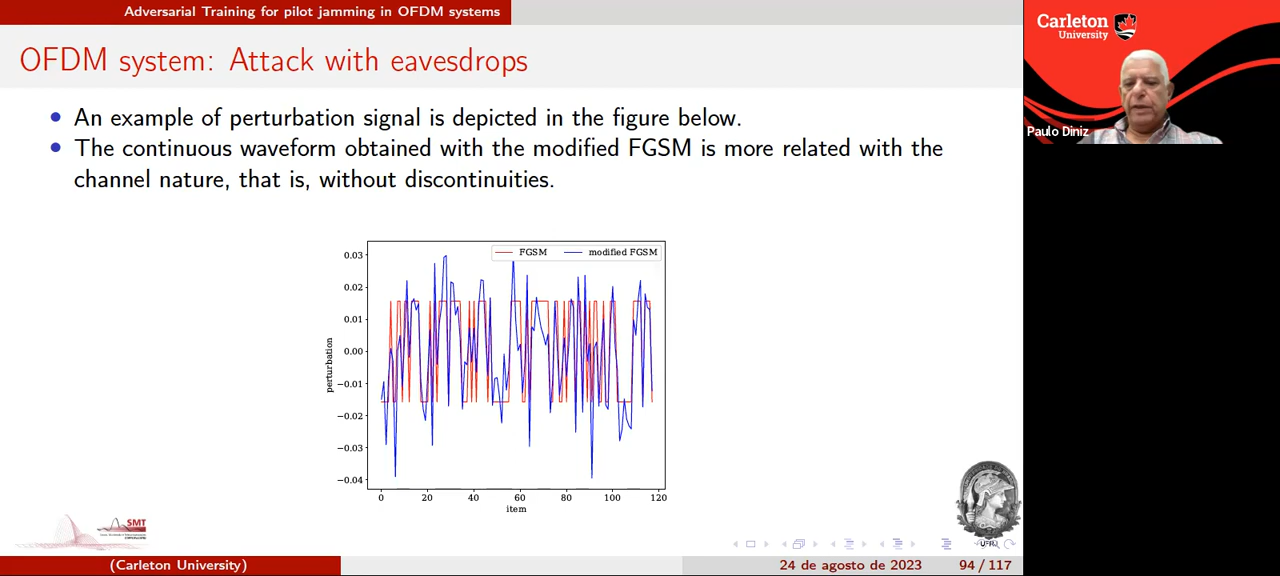 Adversarial Training for pilot jamming in OFDM systems
OFDM system: Attack with eavesdrops
An example of perturbation signal is depicted in the figure below.
The continuous waveform obtained with the modified FGSM is more related with the
channel nature, that is, without discontinuities.
FGSM
modified FGSM
0.03
0.02
0.01
0.00
−0.01
−0.02
−0.03
−0.04
perturbation
0 20 40 60 80 100 120
item
SMT
UFRJ
(Carleton University)
24 de agosto de 2023
94 / 117
Carleton
University
Paulo Diniz